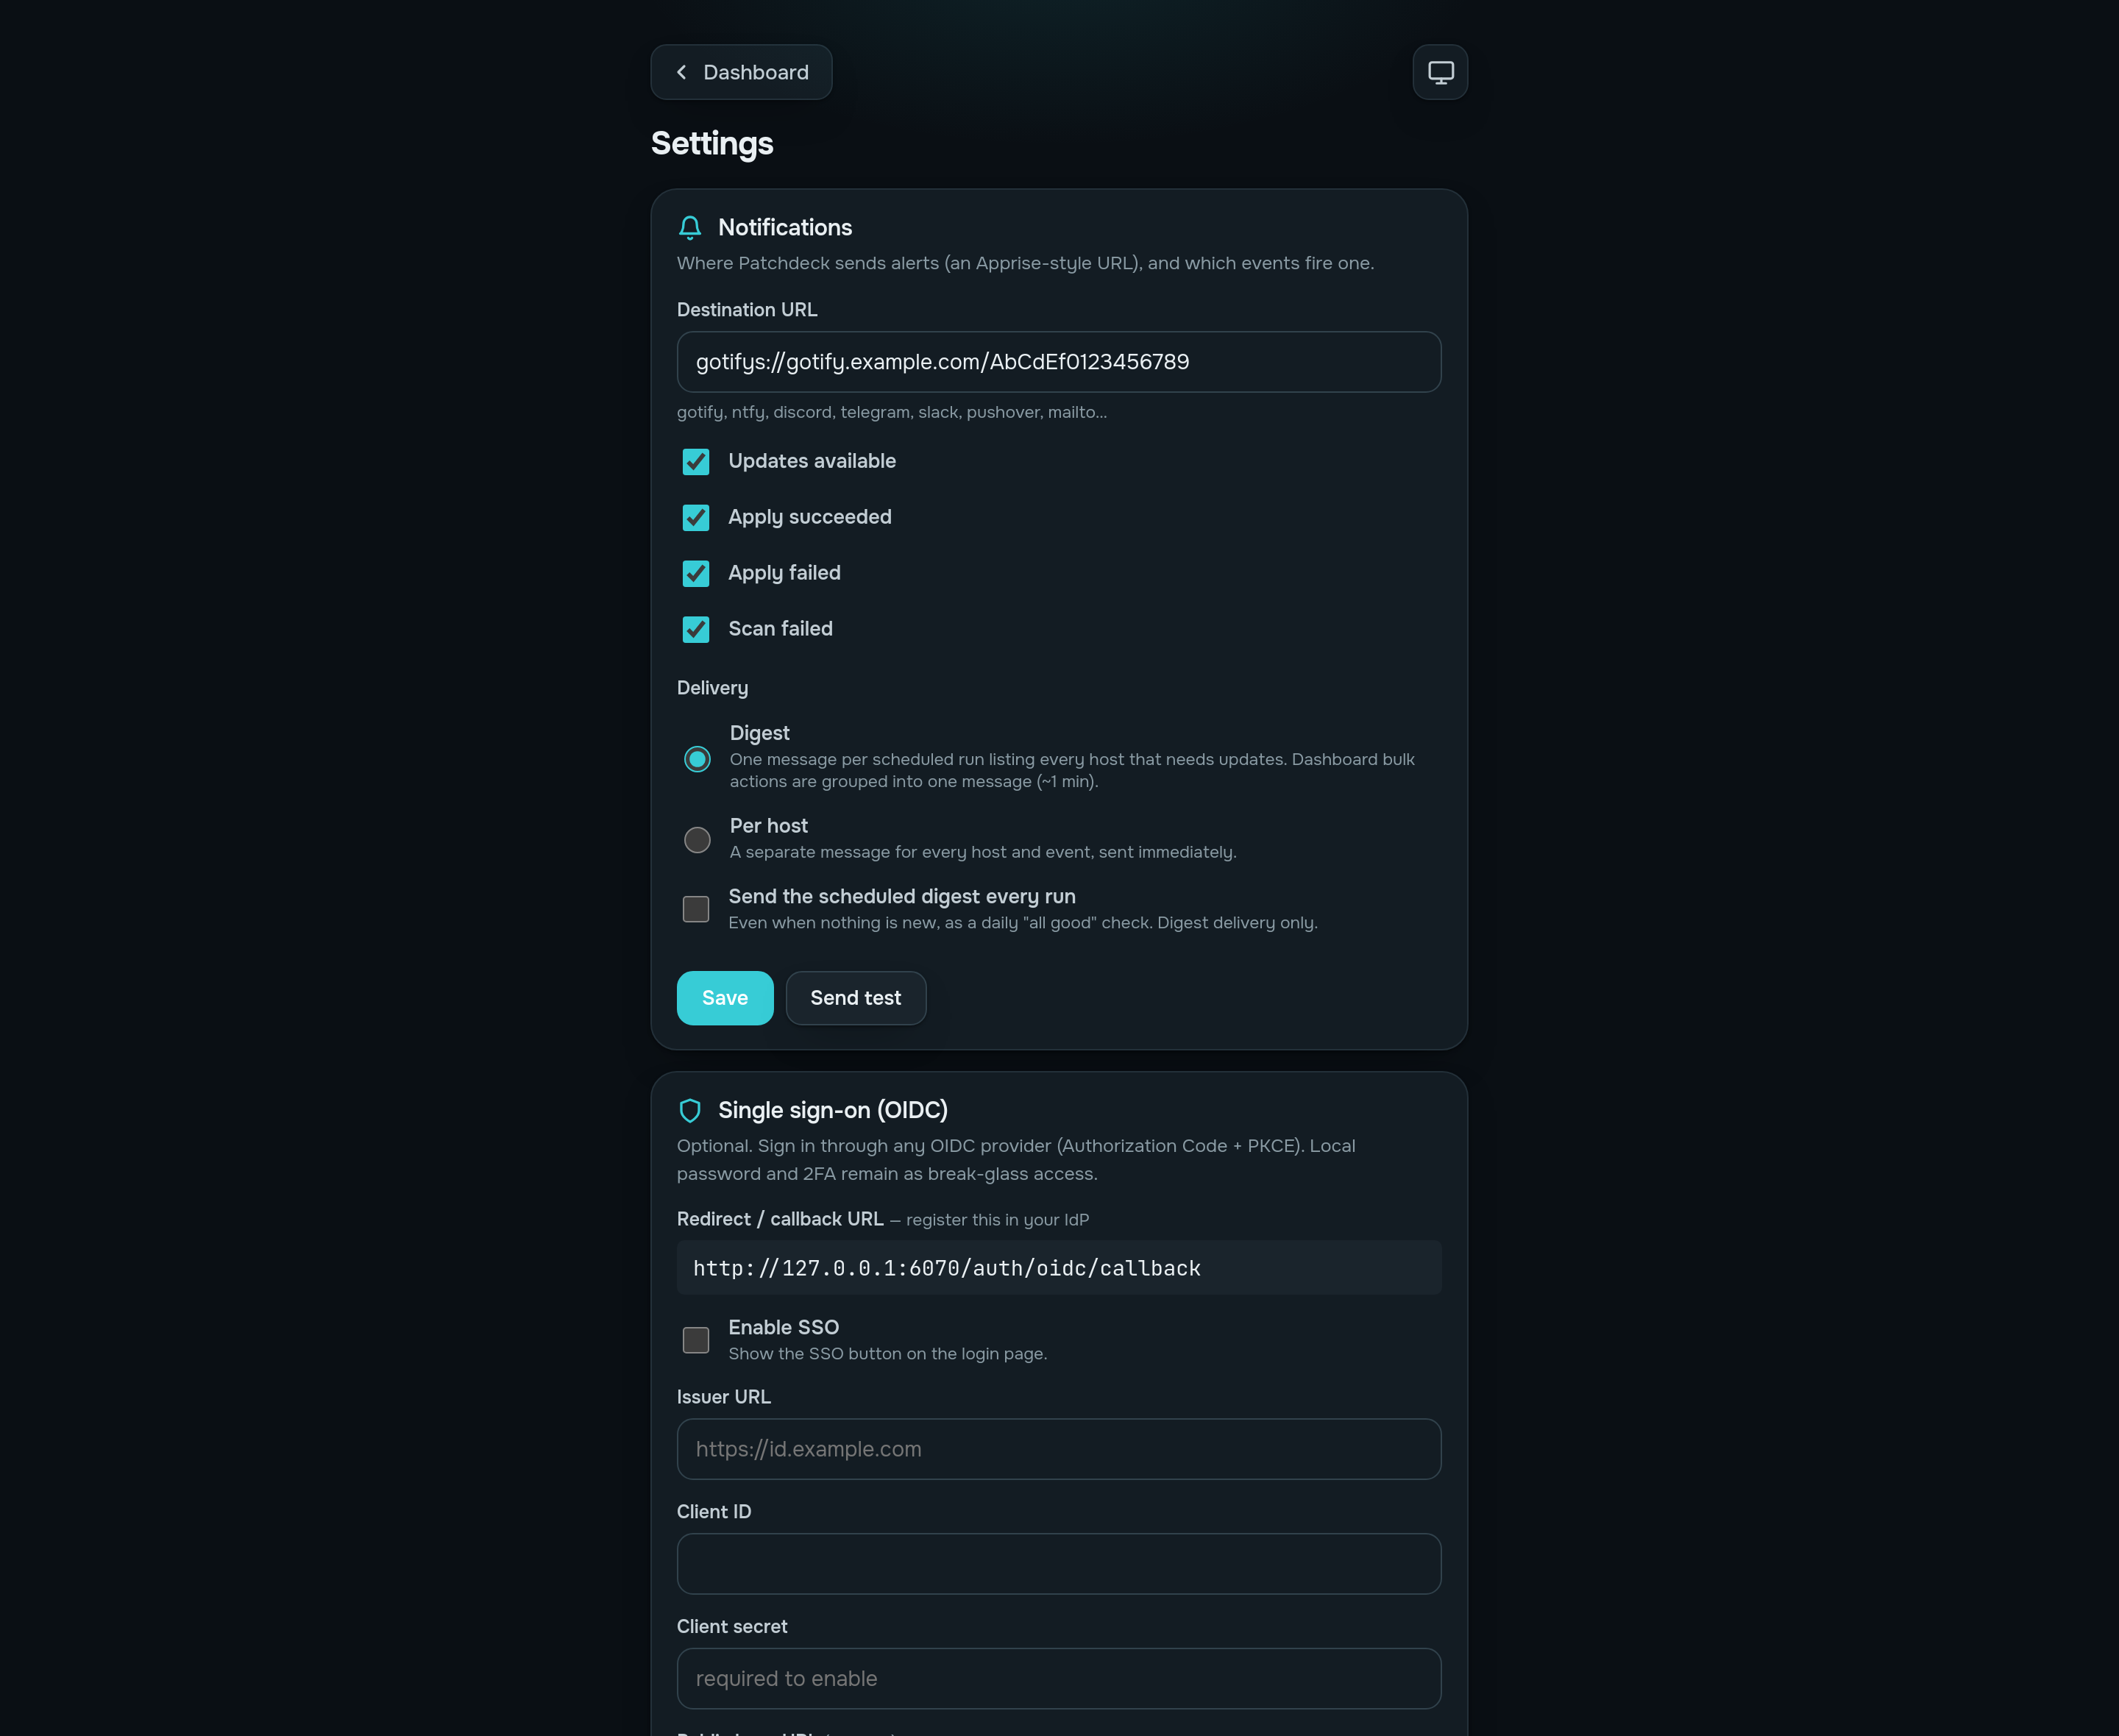 Dashboard
Settings
Notifications
Where Patchdeck sends alerts (an Apprise-style URL), and which events fire one.
Destination URL
gotifys://gotify.example.com/AbCdEf0123456789
gotify, ntfy, discord, telegram, slack, pushover, mailto...
Updates available
Apply succeeded
Apply failed
Scan failed
Delivery
Digest
One message per scheduled run listing every host that needs updates. Dashboard bulk
actions are grouped into one message (~1 min).
Per host
A separate message for every host and event, sent immediately.
Send the scheduled digest every run
Even when nothing is new, as a daily "all good" check. Digest delivery only.
Save
Send test
Single sign-on (OIDC)
Optional. Sign in through any OIDC provider (Authorization Code + PKCE). Local
password and 2FA remain as break-glass access.
Redirect / callback URL — register this in your IdP
http://127.0.0.1:6070/auth/oidc/callback
Enable SSO
Show the SSO button on the login page.
Issuer URL
https://id.example.com
Client ID
Client secret
required to enable